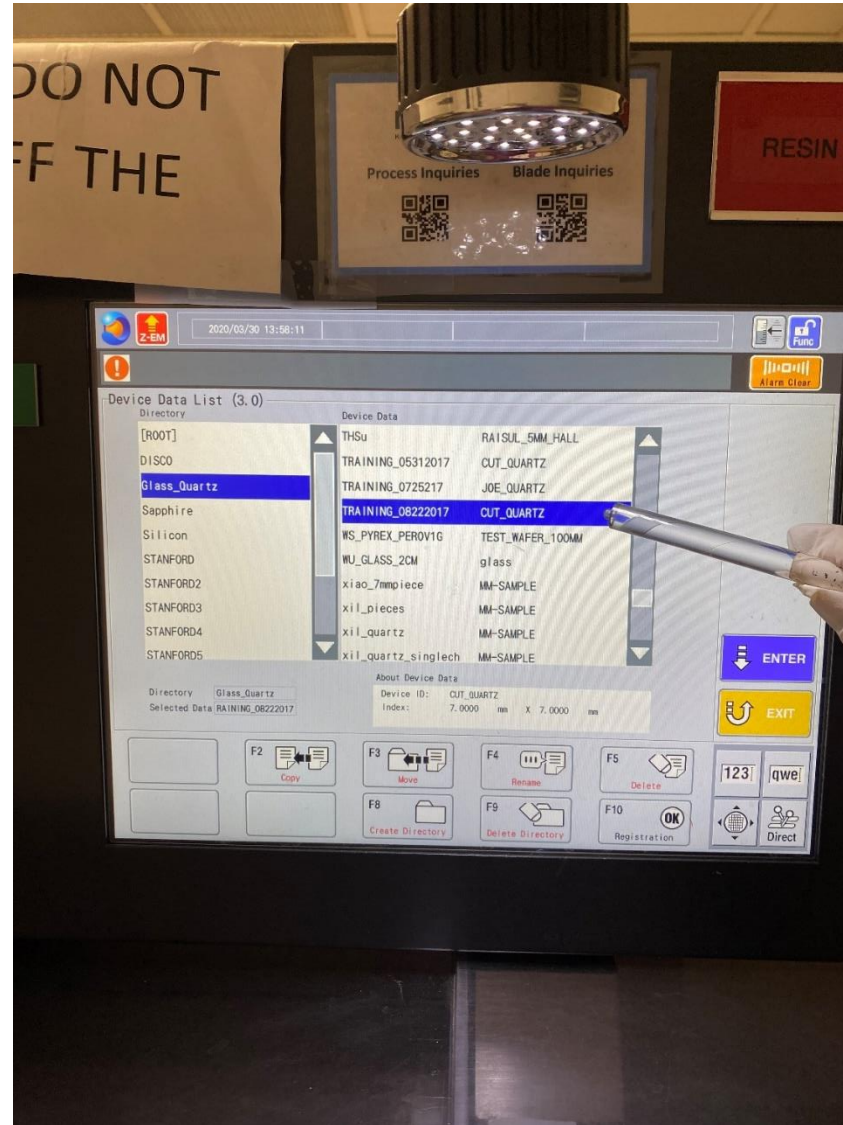 DO NOT
FF THE
Process Inquiries Blade Inquiries
RESIN
Z-EM
2020/03/30 13:58:11
Func
Alarm Clear
Device Data List (3.0)
Directory
Device Data
[ROOT]
DISCO
Glass_Quartz
Sapphire
Silicon
STANFORD
STANFORD2
STANFORD3
STANFORD4
STANFORD5
THSu RAISUL_5MM_HALL
TRAINING_05312017 CUT_QUARTZ
TRAINING_0725217 JOE_QUARTZ
TRAINING_08222017 CUT_QUARTZ
WS_PYREX_PEROV1G TEST_WAFER_100MM
WU_GLASS_2CM glass
xiao_7mmpiece MM-SAMPLE
xil_pieces MM-SAMPLE
xil_quartz MM-SAMPLE
xil_quartz_singlech MM-SAMPLE
ENTER
EXIT
Directory Glass_Quartz
Selected Data RAINING_08222017
About Device Data
Device ID: CUT_QUARTZ
Index: 7.0000 mm X 7.0000 mm
F2 Copy
F3 Move
F4 Rename
F5 Delete
123
qwe
F8 Create Directory
F9 Delete Directory
F10 OK Registration
Direct